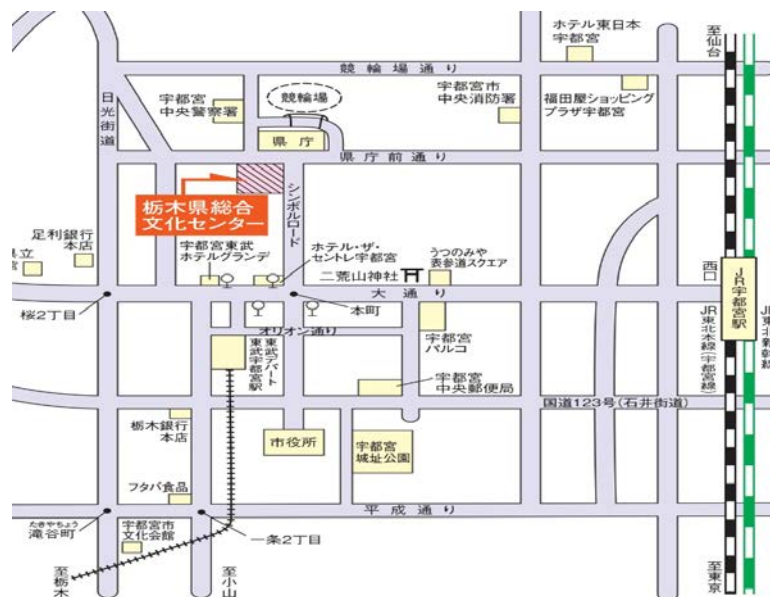 ホテル東日本
宇都宮
至仙台
競輪場通り
日光街道
宇都宮
中央警察署
競輪場
宇都宮市
中央消防署
福田屋ショッピング
プラザ宇都宮
県庁
県庁前通り
栃木県総合
文化センター
シンボルロード
足利銀行
本店
県立
宇都宮東武
ホテルグランデ
ホテル・ザ・
セントレ宇都宮
二荒山神社
うつのみや
表参道スクエア
西口
JR宇都宮駅
大通り
桜2丁目
本町
オリオン通り
東武デパート
東武宇都宮駅
宇都宮
パルコ
JR東北本線(宇都宮線)
JR東北新幹線
宇都宮
中央郵便局
国道123号(石井街道)
栃木銀行
本店
市役所
宇都宮
城址公園
フタバ食品
平成通り
たきやちょう
滝谷町
宇都宮市
文化会館
一条2丁目
至栃木
至小山
至東京